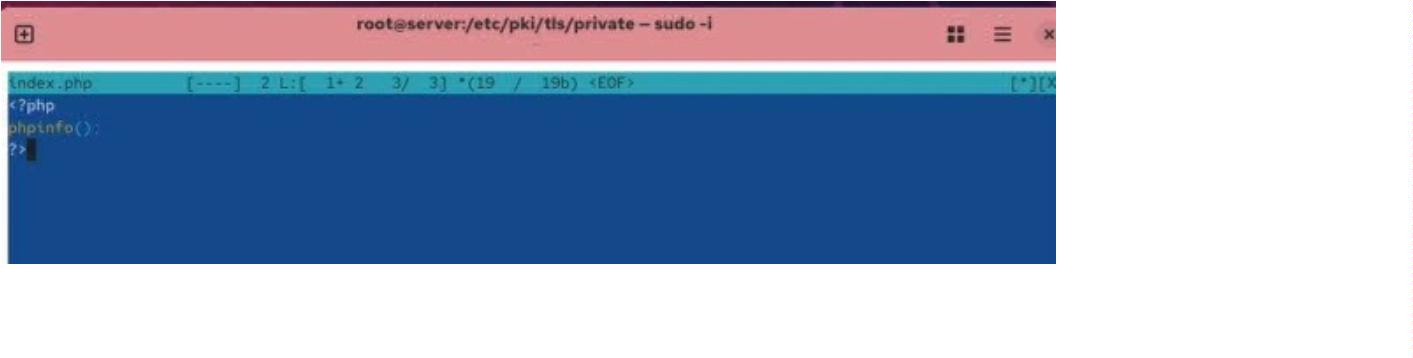 root@server:/etc/pki/tls/private – sudo -i
index.php [----] 2 L:[ 1+ 2 3/ 3] *(19 / 19b) <EOF> [*][X
<?php
phpinfo();
?>